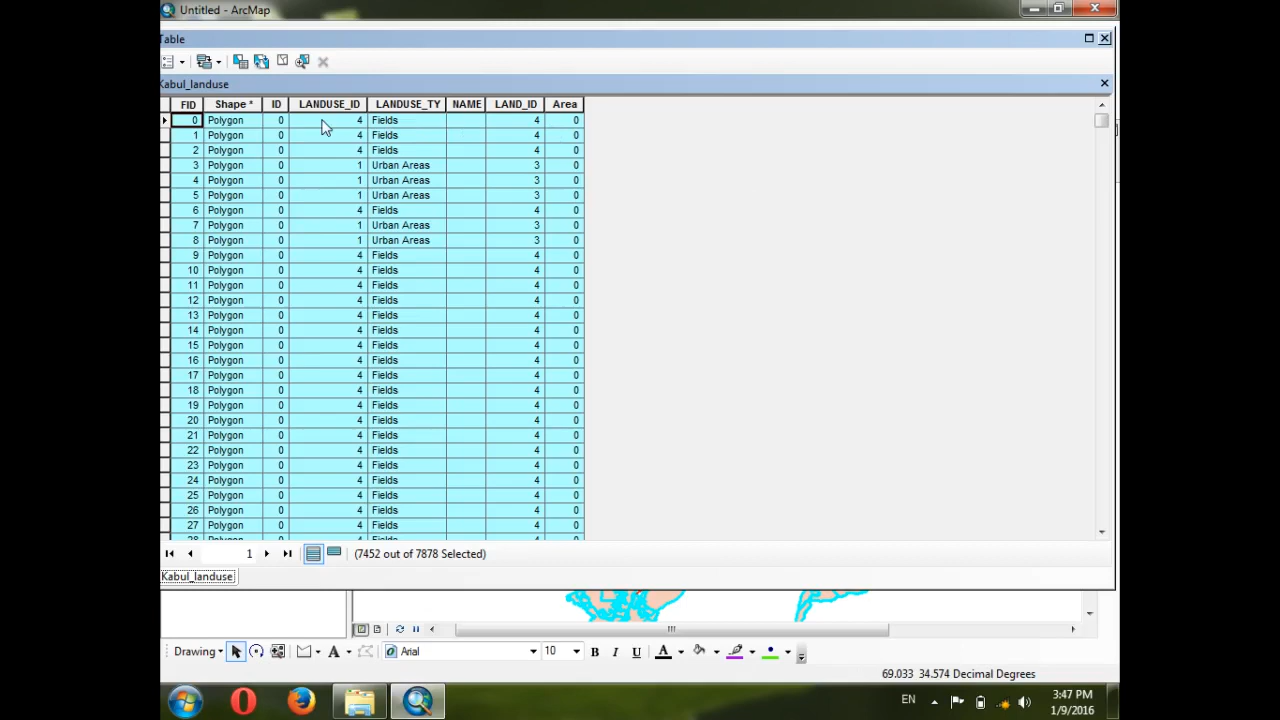 Untitled - ArcMap
Table
Kabul_landuse
FID Shape * ID LANDUSE_ID LANDUSE_TY NAME LAND_ID Area
0 Polygon 0 4 Fields 4 0
1 Polygon 0 4 Fields 4 0
2 Polygon 0 4 Fields 4 0
3 Polygon 0 1 Urban Areas 3 0
4 Polygon 0 1 Urban Areas 3 0
5 Polygon 0 1 Urban Areas 3 0
6 Polygon 0 4 Fields 4 0
7 Polygon 0 1 Urban Areas 3 0
8 Polygon 0 1 Urban Areas 3 0
9 Polygon 0 4 Fields 4 0
10 Polygon 0 4 Fields 4 0
11 Polygon 0 4 Fields 4 0
12 Polygon 0 4 Fields 4 0
13 Polygon 0 4 Fields 4 0
14 Polygon 0 4 Fields 4 0
15 Polygon 0 4 Fields 4 0
16 Polygon 0 4 Fields 4 0
17 Polygon 0 4 Fields 4 0
18 Polygon 0 4 Fields 4 0
19 Polygon 0 4 Fields 4 0
20 Polygon 0 4 Fields 4 0
21 Polygon 0 4 Fields 4 0
22 Polygon 0 4 Fields 4 0
23 Polygon 0 4 Fields 4 0
24 Polygon 0 4 Fields 4 0
25 Polygon 0 4 Fields 4 0
26 Polygon 0 4 Fields 4 0
27 Polygon 0 4 Fields 4 0
28 Polygon 0 4 Fields 4 0
1 (7452 out of 7878 Selected)
Kabul_landuse
Drawing A Arial 10 B I U A
69.033 34.574 Decimal Degrees
EN 3:47 PM
1/9/2016